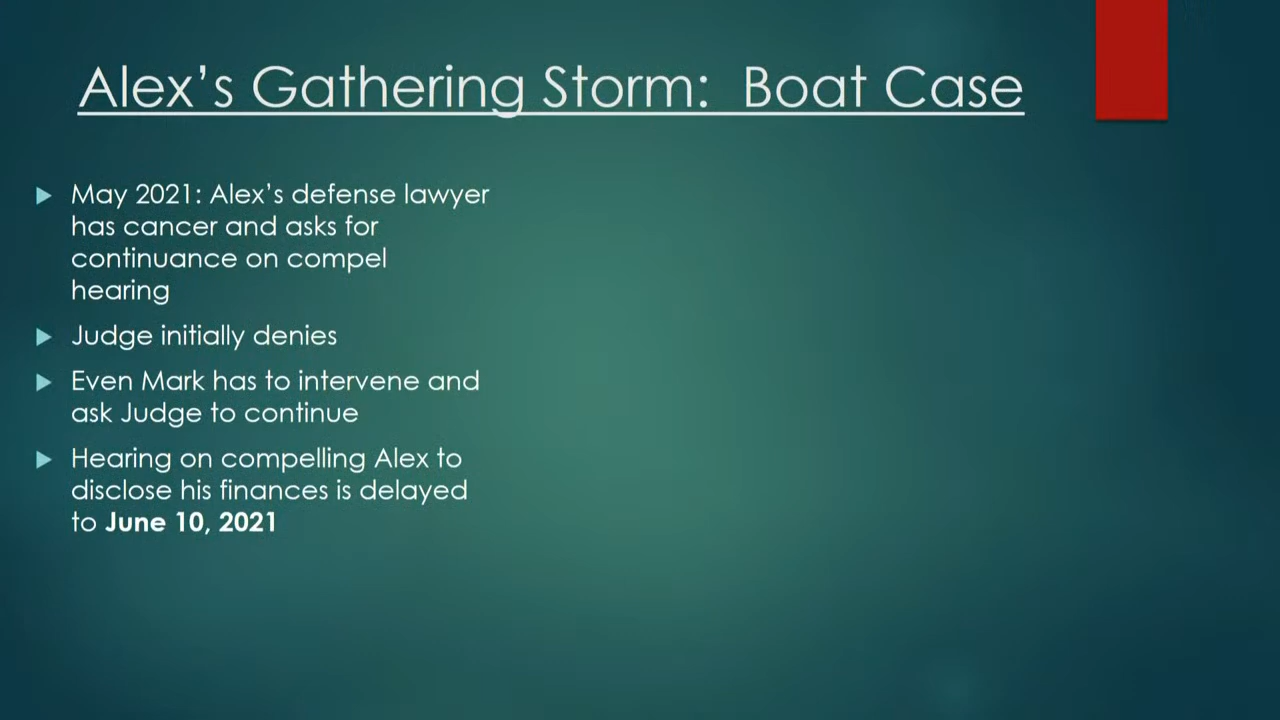 Alex’s Gathering Storm:  Boat Case
May 2021: Alex’s defense lawyer
has cancer and asks for
continuance on compel
hearing
Judge initially denies
Even Mark has to intervene and
ask Judge to continue
Hearing on compelling Alex to
disclose his finances is delayed
to June 10, 2021